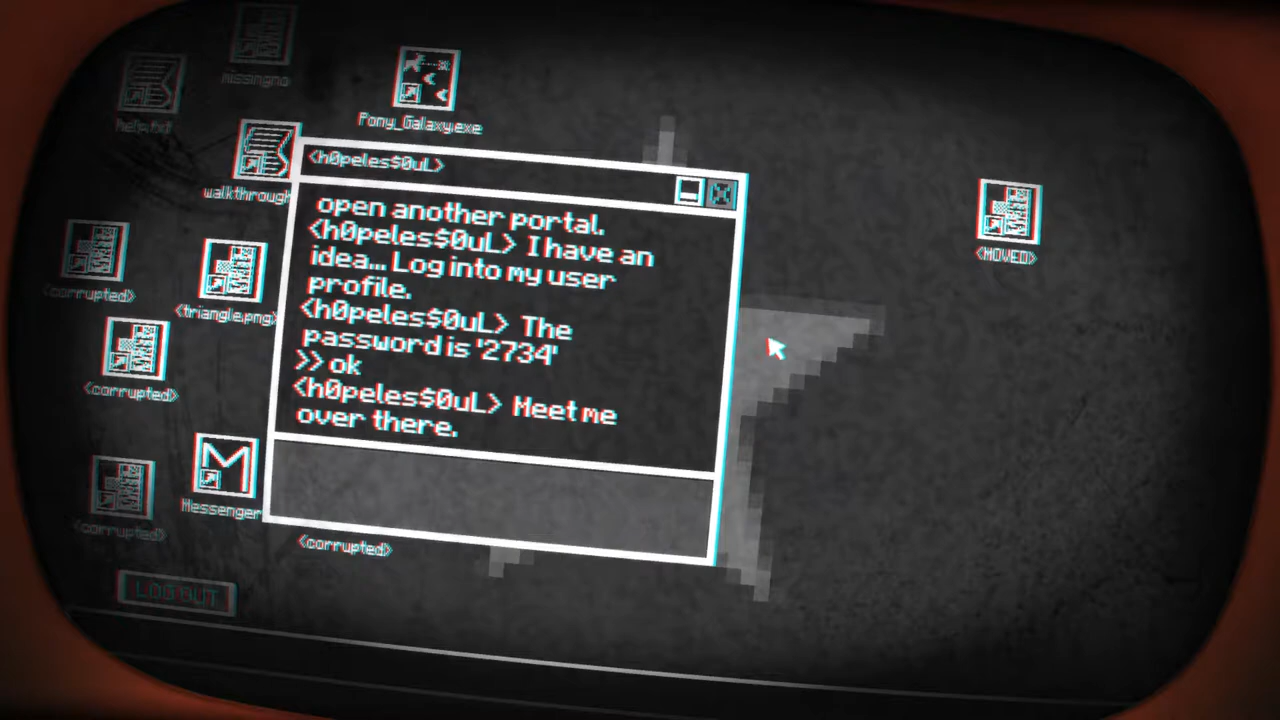 missingno
help.txt
Pony_Galaxy.exe
walkthrough
<corrupted>
<triangle.png>
<corrupted>
<corrupted>
Messenger
<corrupted>
LOG OUT
<MOVED>
<h0peles$0uL>
open another portal.
<h0peles$0uL> I have an
idea... Log into my user
profile.
<h0peles$0uL> The
password is '2734'
>> ok
<h0peles$0uL> Meet me
over there.